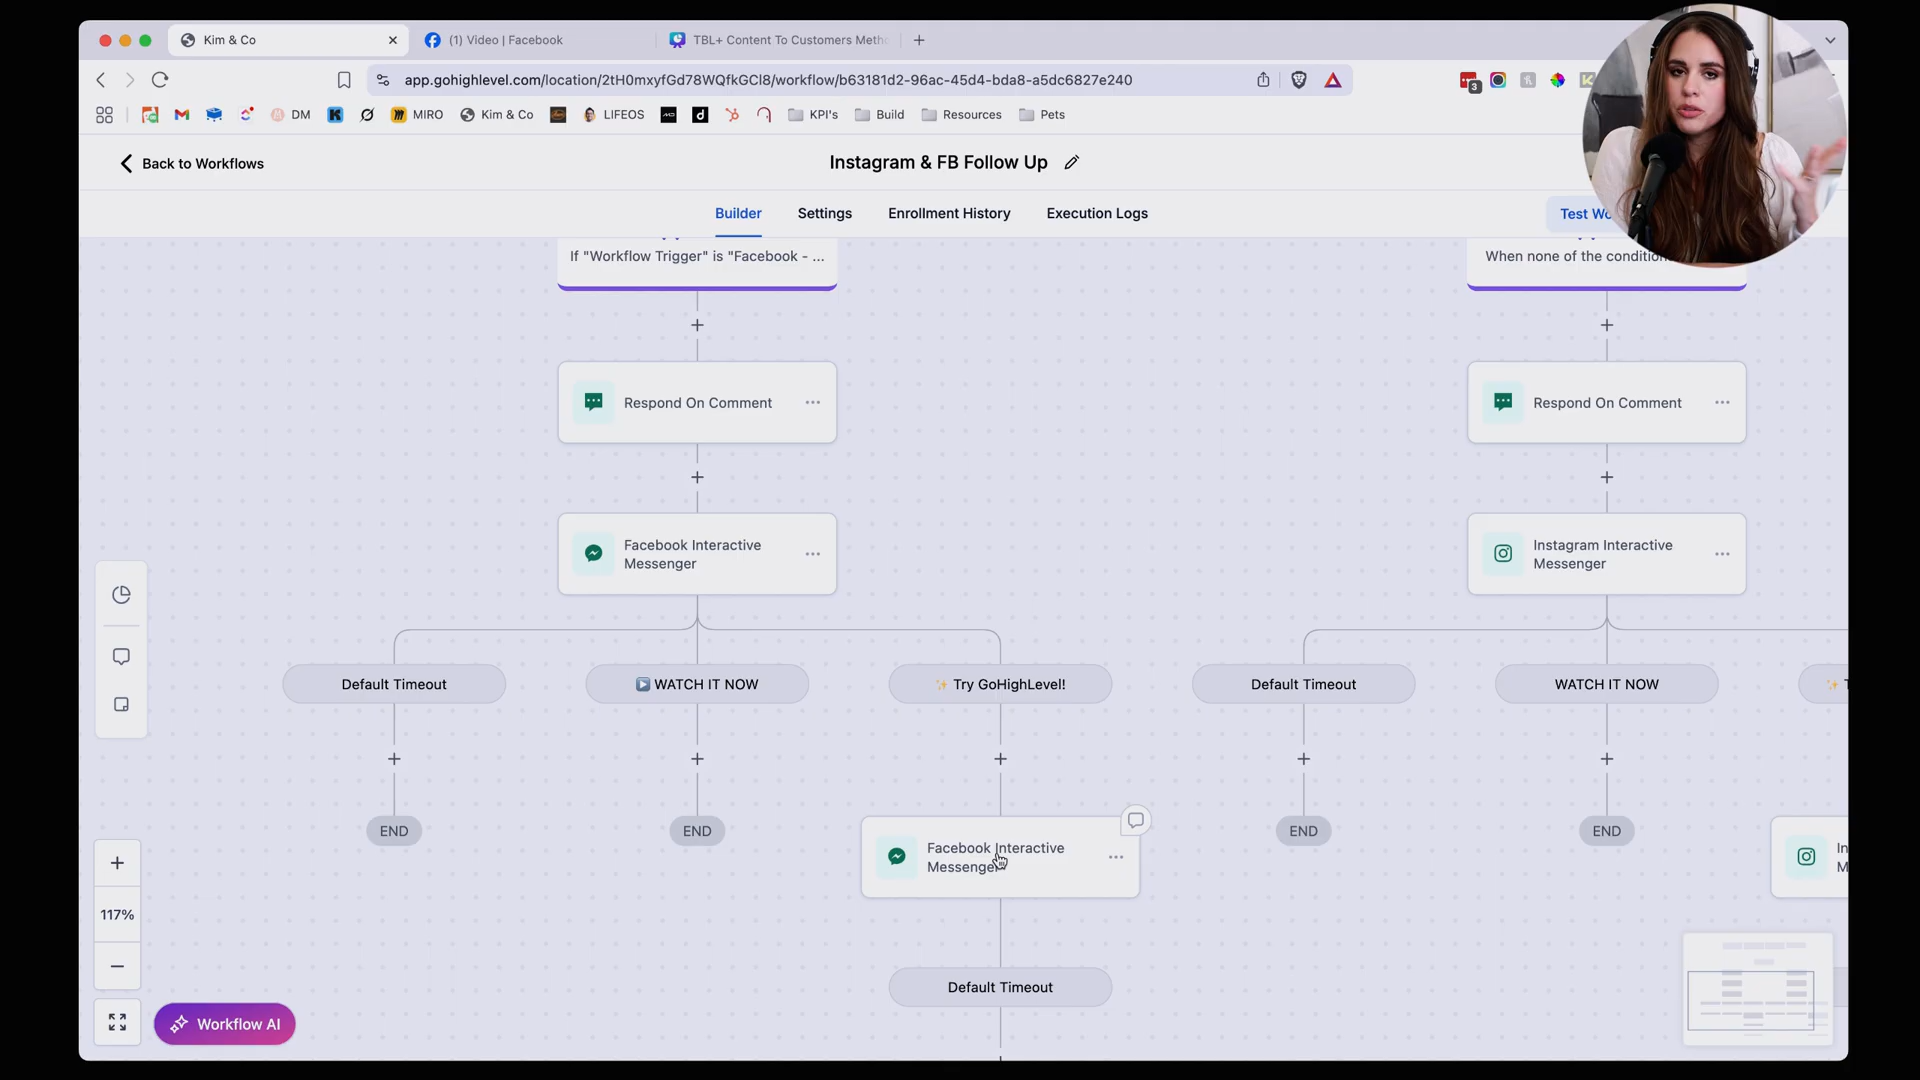 Kim & Co
(1) Video | Facebook
TBL+ Content To Customers Meth
app.gohighlevel.com/location/2tH0mxyfGd78WQfkGCl8/workflow/b63181d2-96ac-45d4-bda8-a5dc6827e240
3
DM
MIRO
Kim & Co
LIFEOS
KPI's
Build
Resources
Pets
Back to Workflows
Instagram & FB Follow Up
Builder
Settings
Enrollment History
Execution Logs
Test Wo
If "Workflow Trigger" is "Facebook - ...
When none of the condition
Respond On Comment
Respond On Comment
Facebook Interactive
Messenger
Instagram Interactive
Messenger
Default Timeout
WATCH IT NOW
Try GoHighLevel!
Default Timeout
WATCH IT NOW
END
END
END
END
Facebook Interactive
Messenger
In
M
117%
Default Timeout
Workflow AI